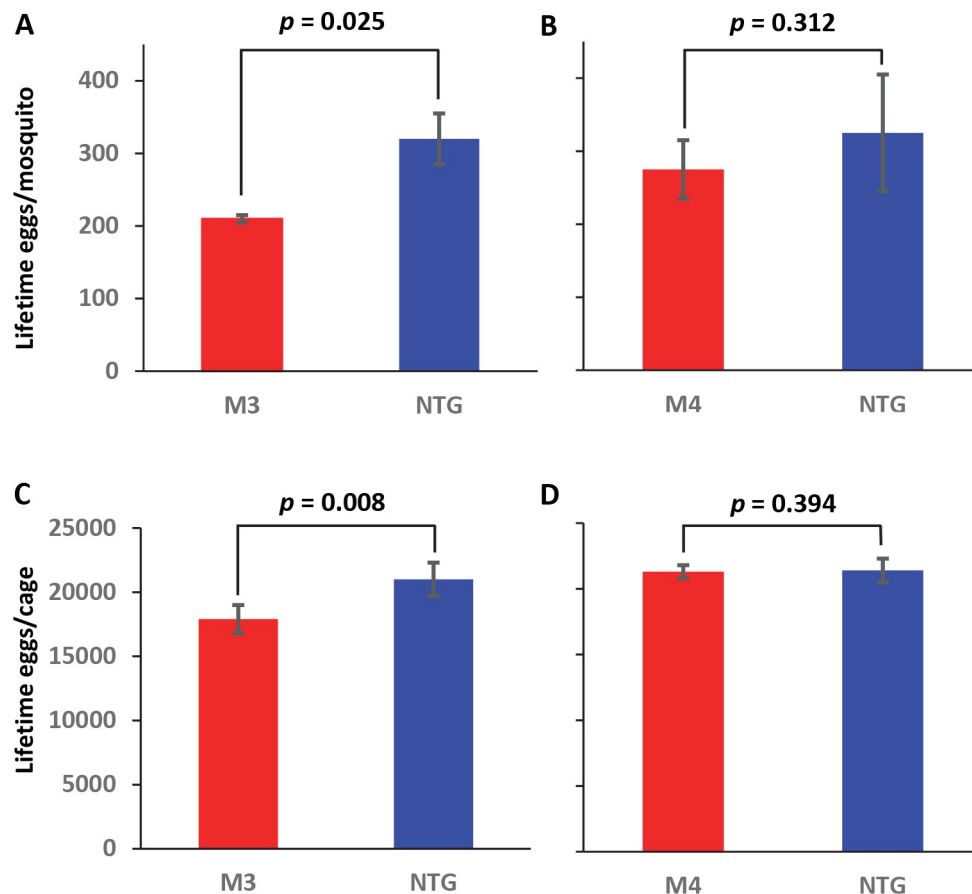 A
p = 0.025
B
p = 0.312
Lifetime eggs/mosquito
400
300
200
100
0
M3
NTG
M4
NTG
C
p = 0.008
D
p = 0.394
Lifetime eggs/cage
25000
20000
15000
10000
5000
0
M3
NTG
M4
NTG